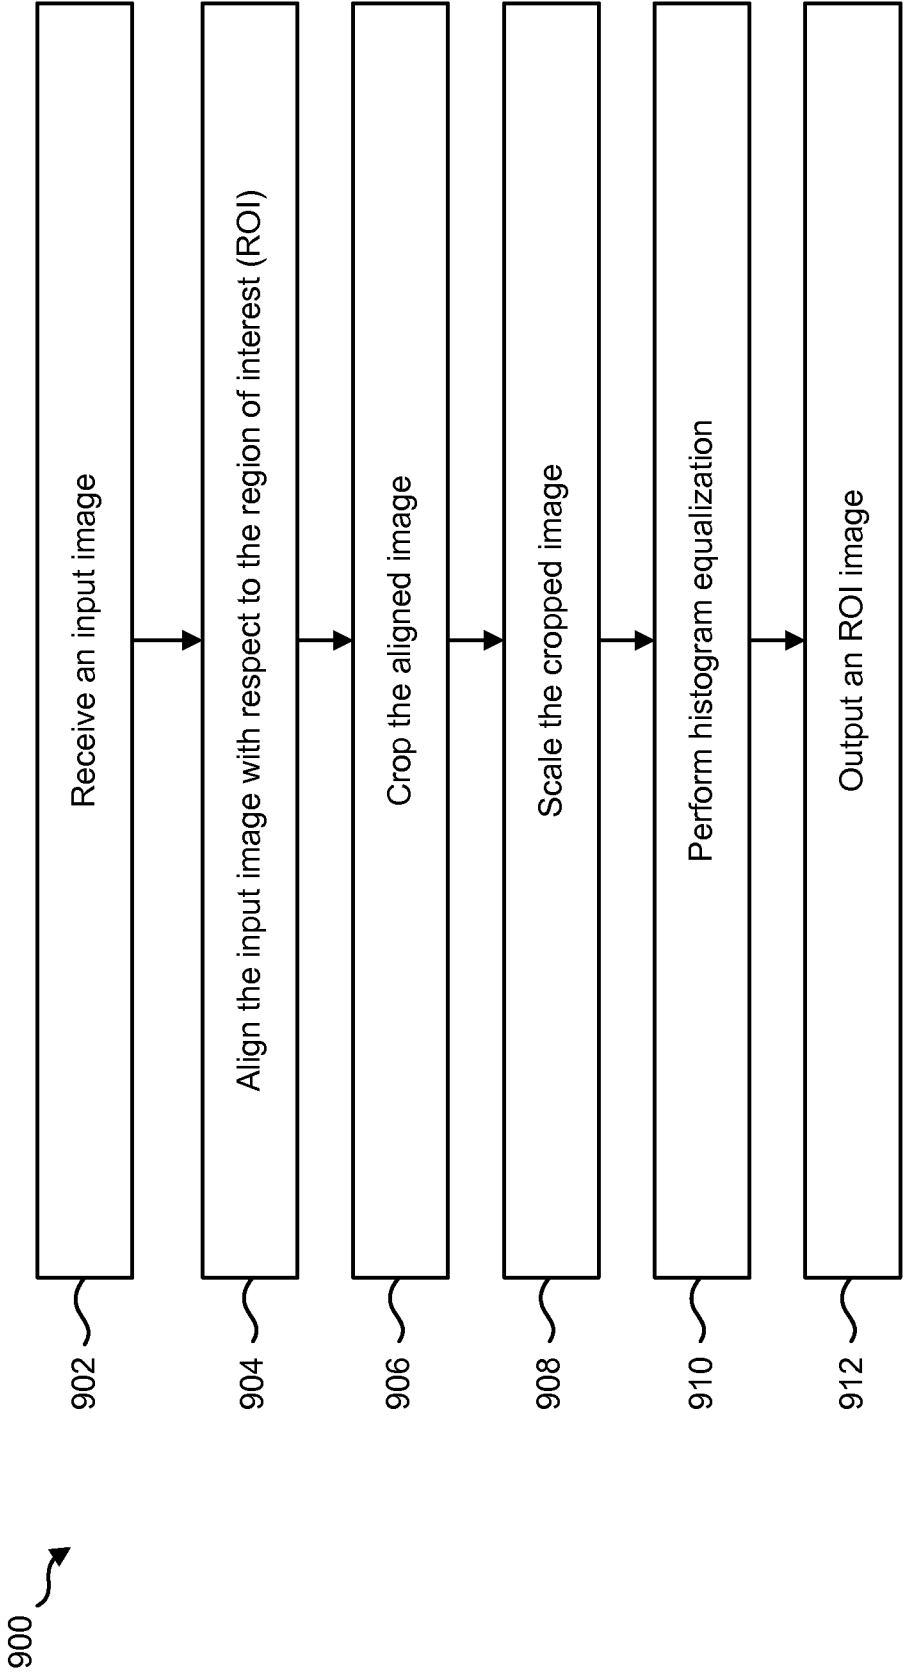 900
902
Receive an input image
904
Align the input image with respect to the region of interest (ROI)
906
Crop the aligned image
908
Scale the cropped image
910
Perform histogram equalization
912
Output an ROI image